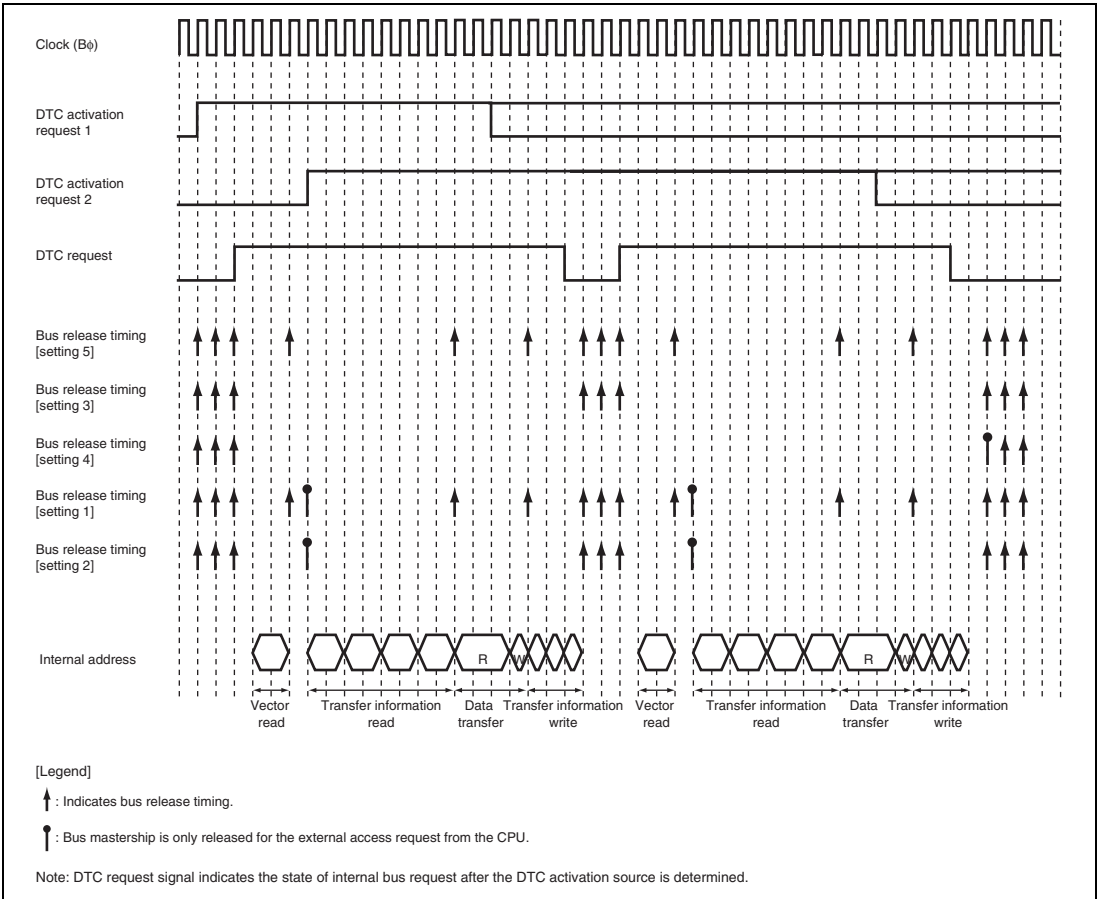 Clock (Bφ)
DTC activation
request 1
DTC activation
request 2
DTC request
Bus release timing
[setting 5]
Bus release timing
[setting 3]
Bus release timing
[setting 4]
Bus release timing
[setting 1]
Bus release timing
[setting 2]
Internal address
R W R W
Vector Transfer information Data Transfer information Vector Transfer information Data Transfer information
read read transfer write read read transfer write
[Legend]
: Indicates bus release timing.
: Bus mastership is only released for the external access request from the CPU.
Note: DTC request signal indicates the state of internal bus request after the DTC activation source is determined.